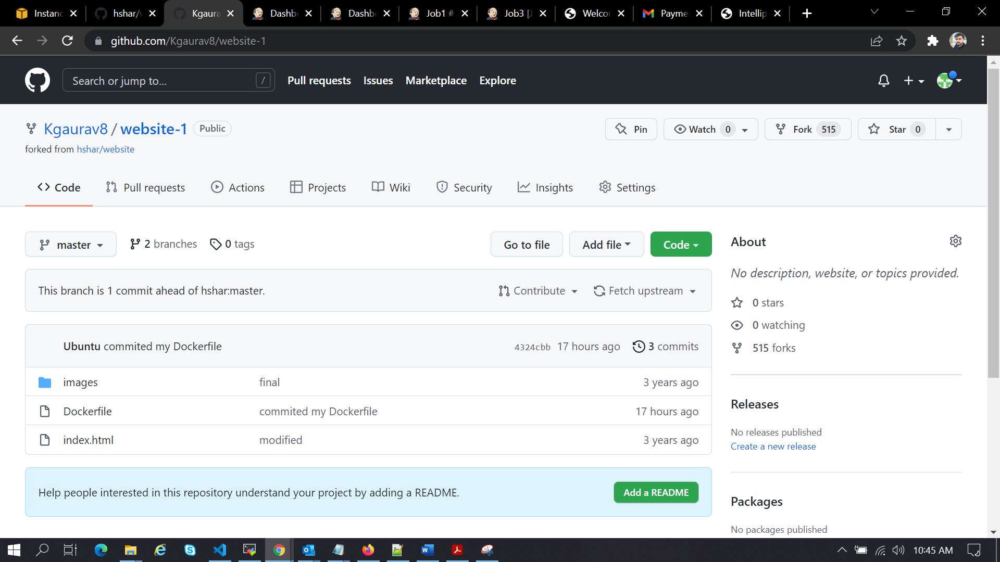 Instanc
hshar/v
Kgaura
Dashbo
Dashbo
Job1 #
Job3 [J
Welcor
Payme
Intellip
github.com/Kgaurav8/website-1
Search or jump to...
/
Pull requests
Issues
Marketplace
Explore
Kgaurav8 / website-1
Public
Pin
Watch 0
Fork 515
Star 0
forked from hshar/website
Code
Pull requests
Actions
Projects
Wiki
Security
Insights
Settings
master
2 branches
0 tags
Go to file
Add file
Code
This branch is 1 commit ahead of hshar:master.
Contribute
Fetch upstream
Ubuntu commited my Dockerfile
4324cbb 17 hours ago
3 commits
images
final
3 years ago
Dockerfile
commited my Dockerfile
17 hours ago
index.html
modified
3 years ago
Help people interested in this repository understand your project by adding a README.
Add a README
About
No description, website, or topics provided.
0 stars
0 watching
515 forks
Releases
No releases published
Create a new release
Packages
No packages published
10:45 AM